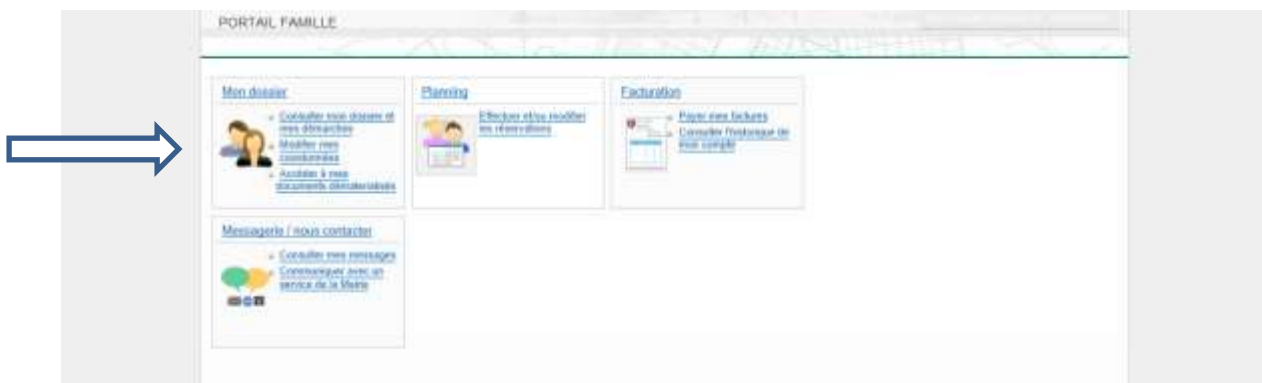 PORTAIL FAMILLE
Mon dossier
Consulter mon dossier et
mes démarches
Modifier mes
coordonnées
Accéder à mes
documents dématérialisés
Planning
Effectuer et/ou modifier
les réservations
Facturation
Payer mes factures
Consulter l'historique de
mon compte
Messagerie / nous contacter
Consulter mes messages
Communiquer avec un
service de la Mairie